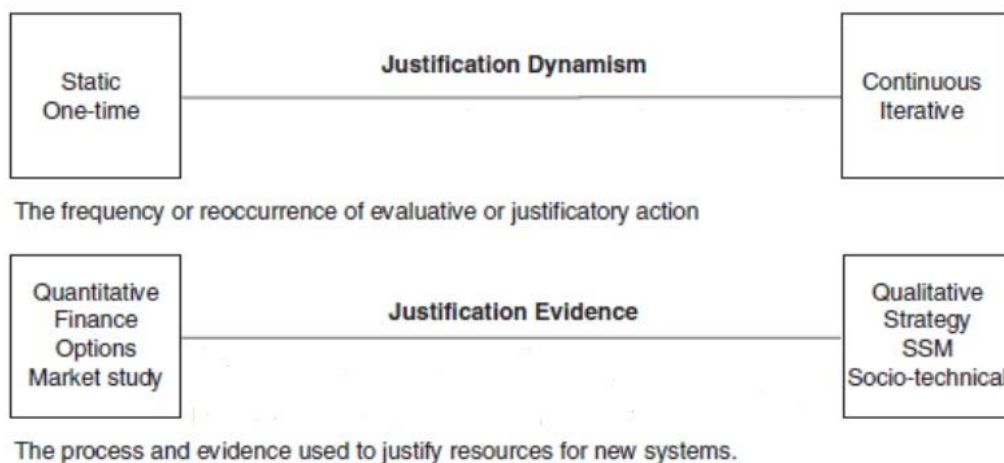 Static
One-time
Justification Dynamism
Continuous
Iterative
The frequency or reoccurrence of evaluative or justificatory action
Quantitative
Finance
Options
Market study
Justification Evidence
Qualitative
Strategy
SSM
Socio-technical
The process and evidence used to justify resources for new systems.